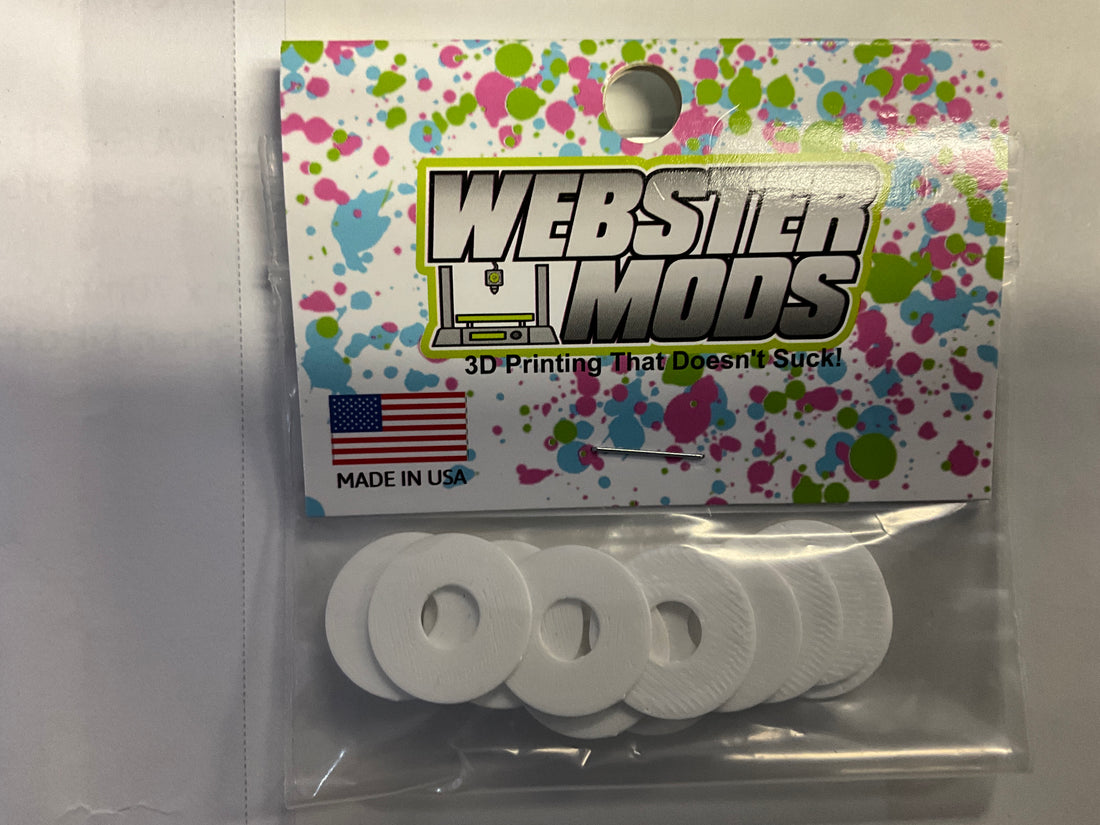 WEBSTER
MODS
3D Printing That Doesn't Suck!
MADE IN USA